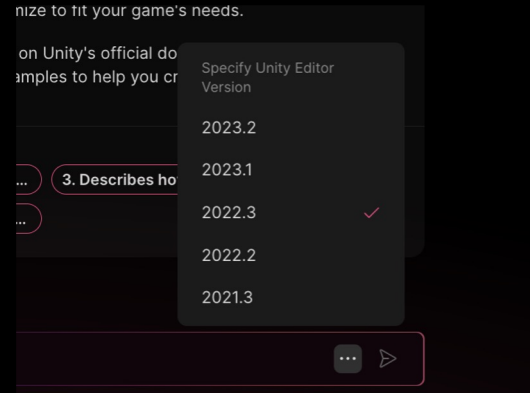 mize to fit your game's needs.
on Unity's official do
amples to help you cr
Specify Unity Editor
Version
2023.2
2023.1
2022.3
2022.2
2021.3
...
3. Describes ho
...